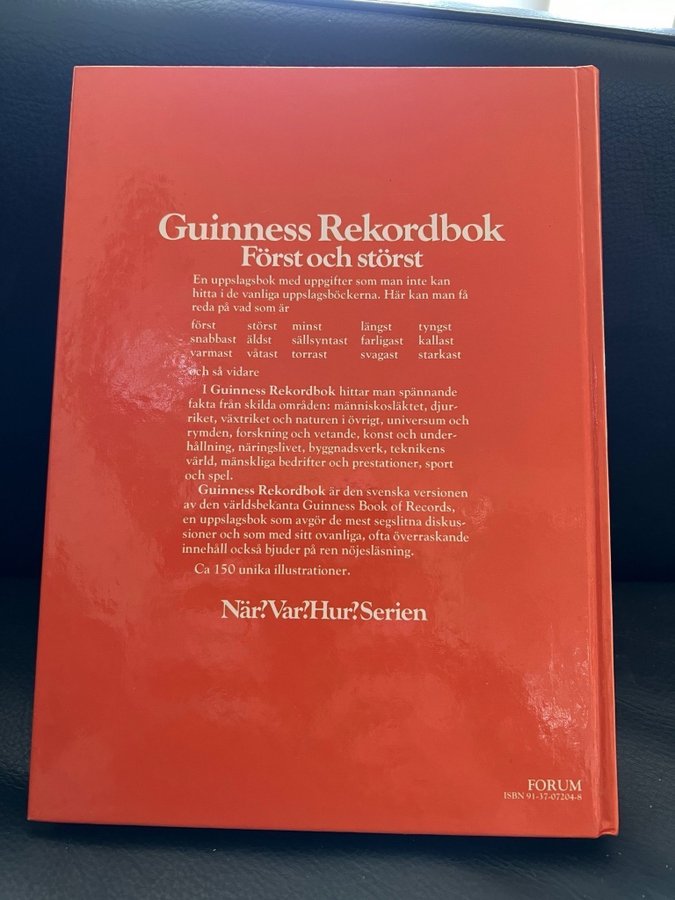 Guinness Rekordbok
Först och störst
En uppslagsbok med uppgifter som man inte kan
hitta i de vanliga uppslagsböckerna. Här kan man få
reda på vad som är
först störst minst längst tyngst
snabbast äldst sällsyntast farligast kallast
varmast våtast torrast svagast starkast
och så vidare
I Guinness Rekordbok hittar man spännande
fakta från skilda områden: människosläktet, djur-
riket, växtriket och naturen i övrigt, universum och
rymden, forskning och vetande, konst och under-
hållning, näringslivet, byggnadsverk, teknikens
värld, mänskliga bedrifter och prestationer, sport
och spel.
Guinness Rekordbok är den svenska versionen
av den världsbekanta Guinness Book of Records,
en uppslagsbok som avgör de mest segslitna diskus-
sioner och som med sitt ovanliga, ofta överraskande
innehåll också bjuder på ren nöjesläsning.
Ca 150 unika illustrationer.
När?Var?Hur?Serien
FORUM
ISBN 91-37-07204-8